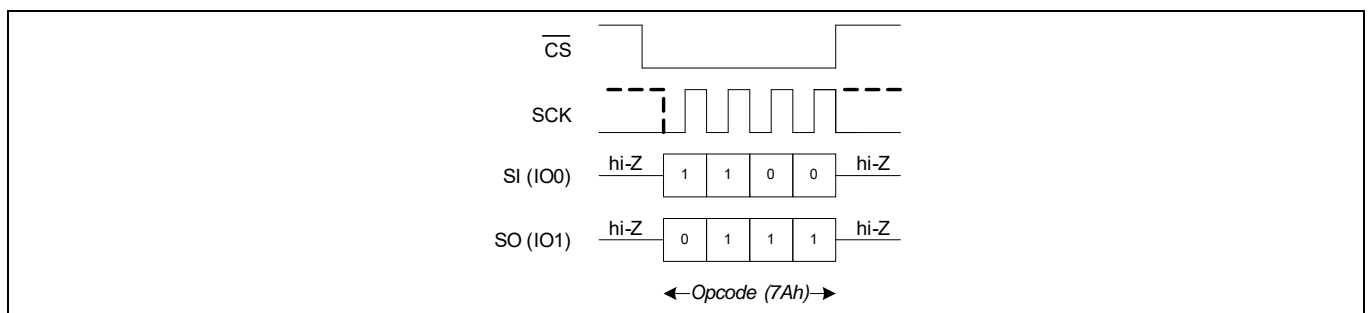 CS
SCK
hi-Z hi-Z
SI (IO0) 1 1 0 0
hi-Z hi-Z
SO (IO1) 0 1 1 1
Opcode (7Ah)